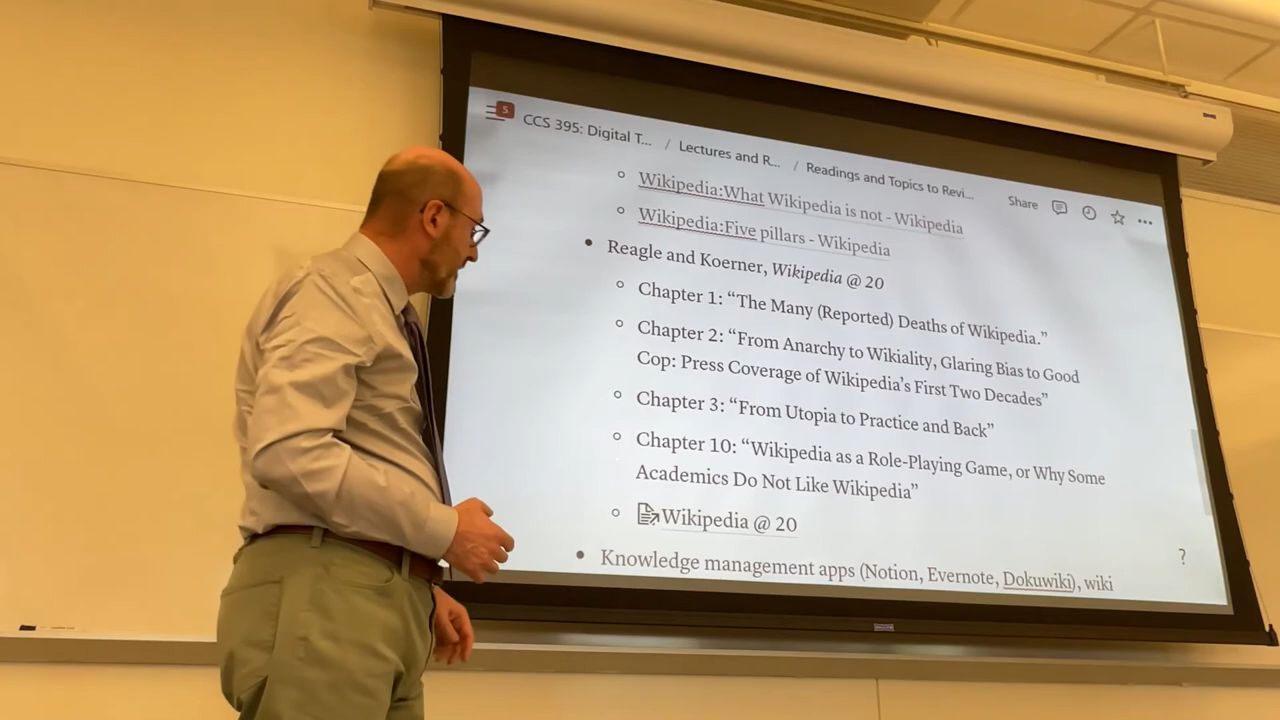 5
CCS 395: Digital T... / Lectures and R... / Readings and Topics to Revi...
Share
Wikipedia:What Wikipedia is not - Wikipedia
Wikipedia:Five pillars - Wikipedia
Reagle and Koerner, Wikipedia @ 20
Chapter 1: “The Many (Reported) Deaths of Wikipedia.”
Chapter 2: “From Anarchy to Wikiality, Glaring Bias to Good
Cop: Press Coverage of Wikipedia’s First Two Decades”
Chapter 3: “From Utopia to Practice and Back”
Chapter 10: “Wikipedia as a Role-Playing Game, or Why Some
Academics Do Not Like Wikipedia”
Wikipedia @ 20
?
Knowledge management apps (Notion, Evernote, Dokuwiki), wiki